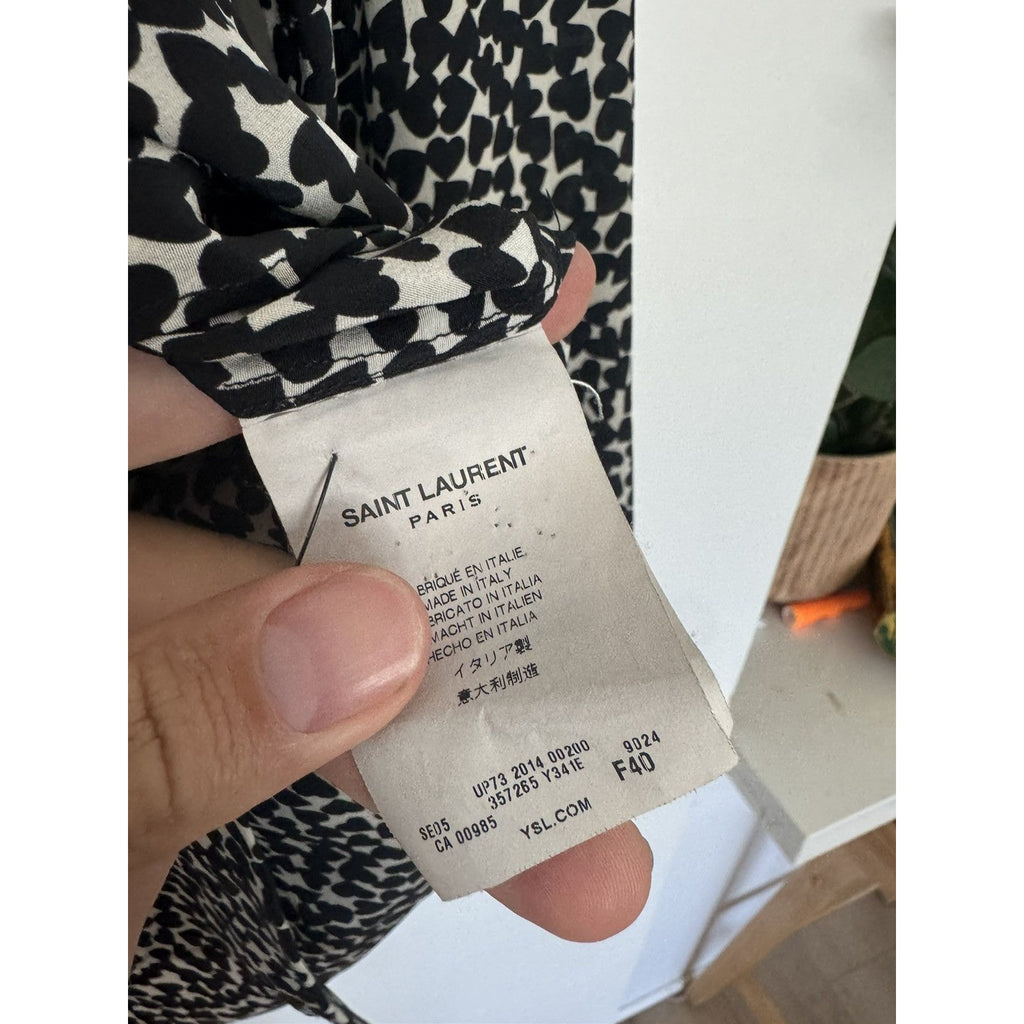 SAINT LAURENT
PARIS
BRIQUÉ EN ITALIE
MADE IN ITALY
BRICATO IN ITALIA
MACHT IN ITALIEN
HECHO EN ITALIA
イタリア製
意大利制造
UP73 2014 00200 9024
357265 Y341E F40
SE05
CA 00985 YSL.COM